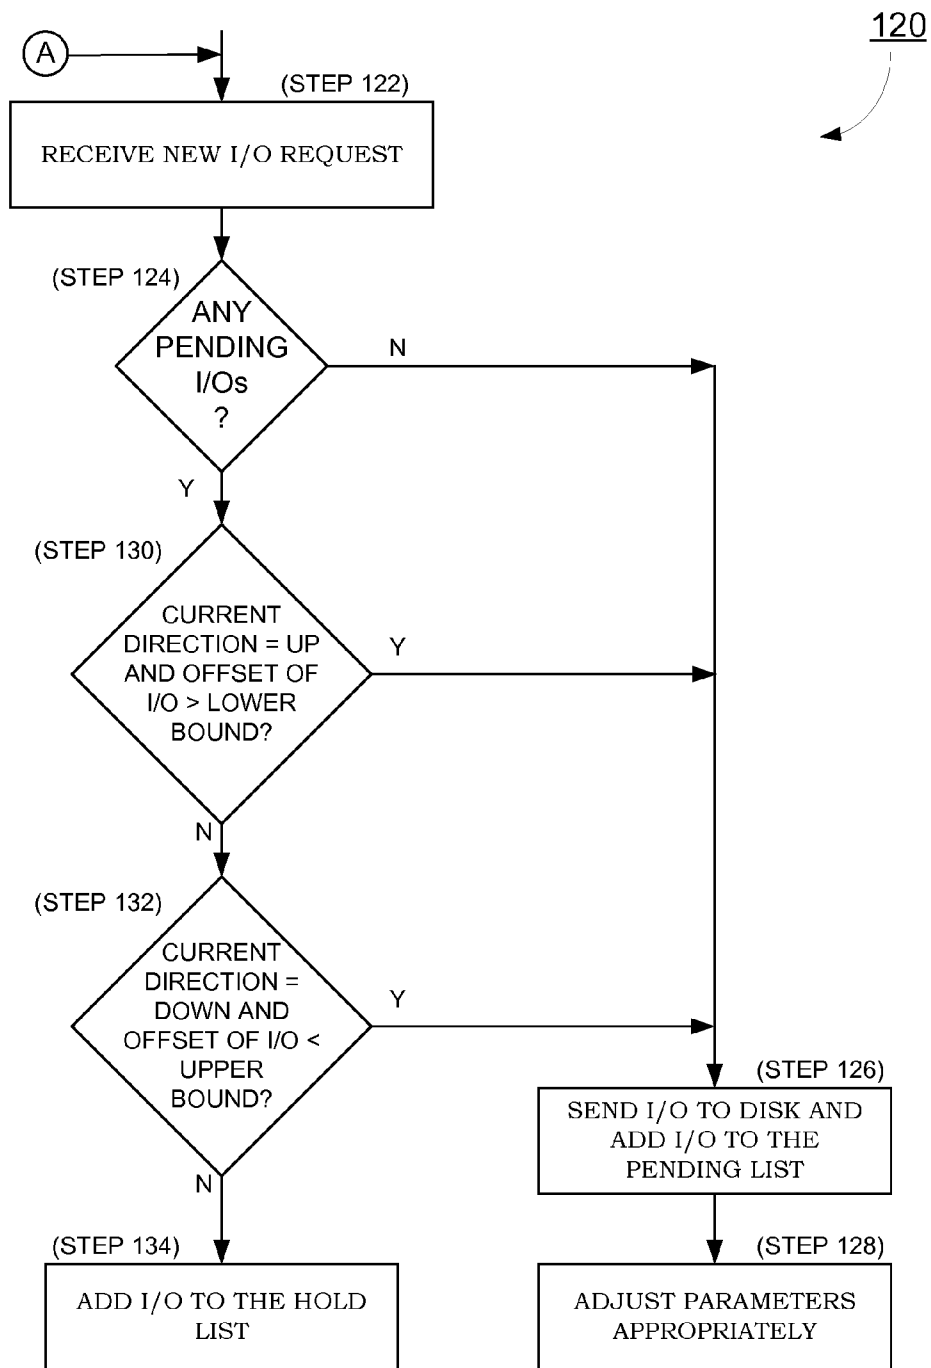 120
A
(STEP 122)
RECEIVE NEW I/O REQUEST
(STEP 124)
ANY
PENDING
I/Os
?
N
Y
(STEP 130)
CURRENT
DIRECTION = UP
AND OFFSET OF
I/O > LOWER
BOUND?
Y
N
(STEP 132)
CURRENT
DIRECTION =
DOWN AND
OFFSET OF I/O <
UPPER
BOUND?
Y
N
(STEP 126)
SEND I/O TO DISK AND
ADD I/O TO THE
PENDING LIST
(STEP 134)
ADD I/O TO THE HOLD
LIST
(STEP 128)
ADJUST PARAMETERS
APPROPRIATELY